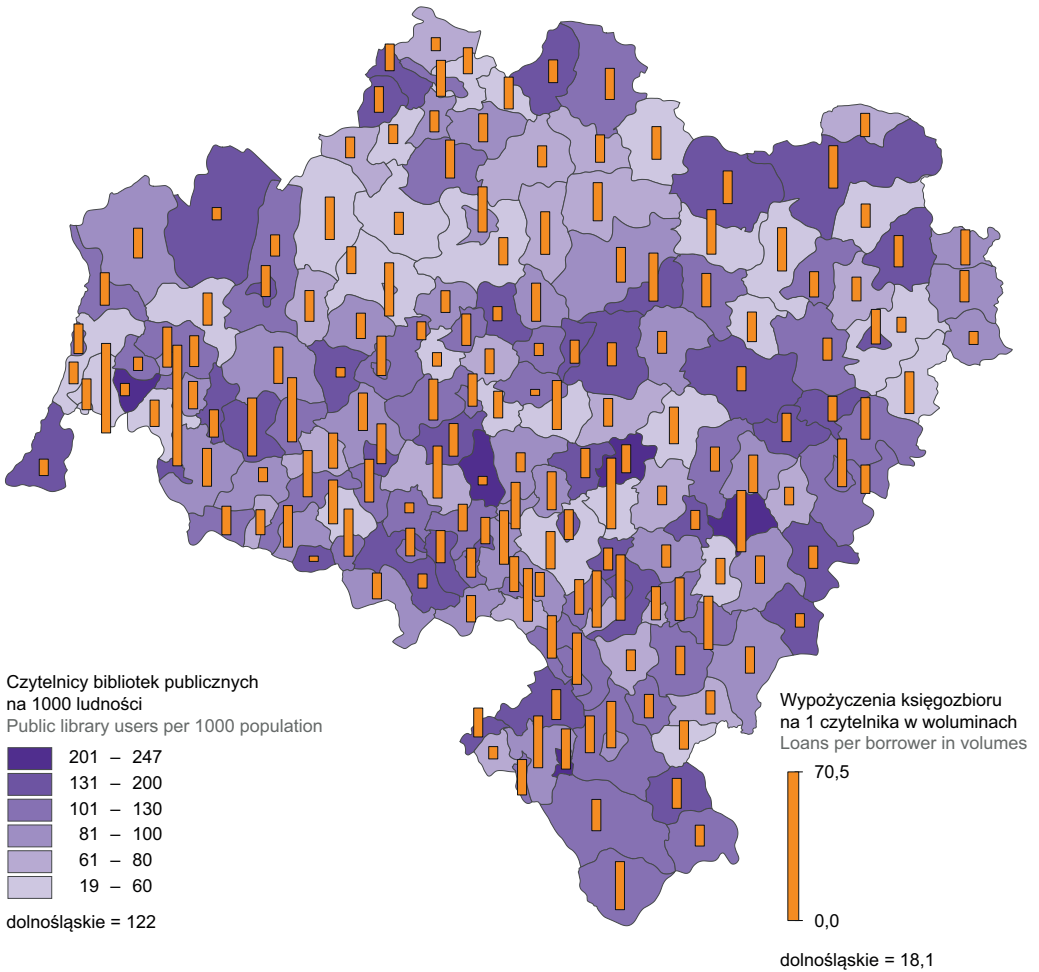 Czytelnicy bibliotek publicznych
na 1000 ludności
Public library users per 1000 population
201 – 247
131 – 200
101 – 130
81 – 100
61 – 80
19 – 60
dolnośląskie = 122
Wypożyczenia księgozbioru
na 1 czytelnika w woluminach
Loans per borrower in volumes
70,5
0,0
dolnośląskie = 18,1